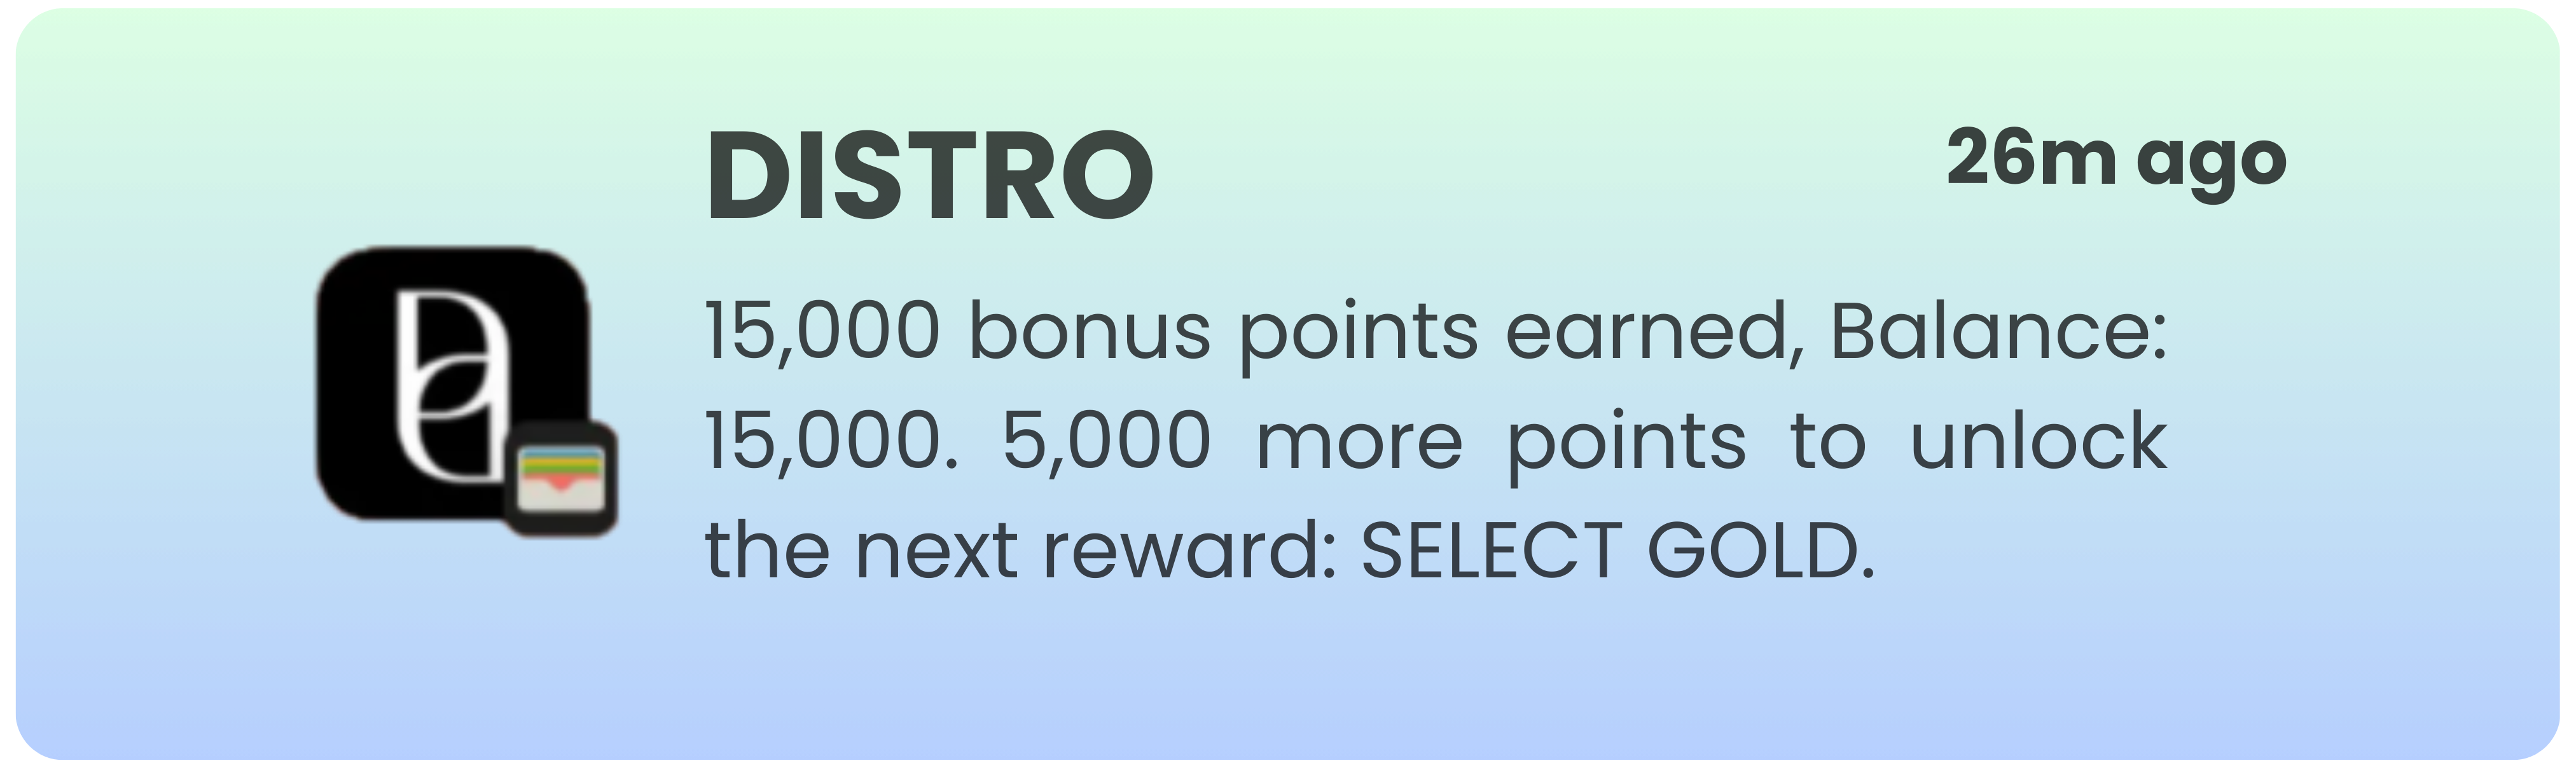 DISTRO
26m ago
15,000 bonus points earned, Balance:
15,000. 5,000 more points to unlock
the next reward: SELECT GOLD.